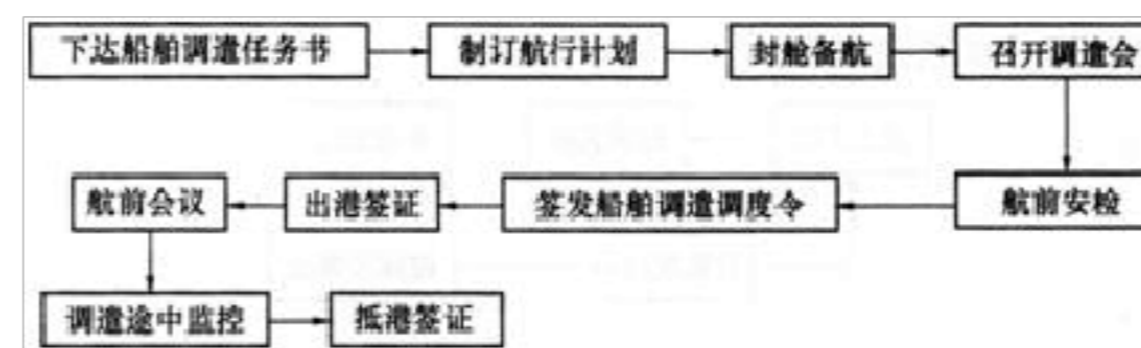 下达船舶调遣任务书
制订航行计划
封舱备航
召开调遣会
航前安检
签发船舶调遣调度令
出港签证
航前会议
调遣途中监控
抵港签证